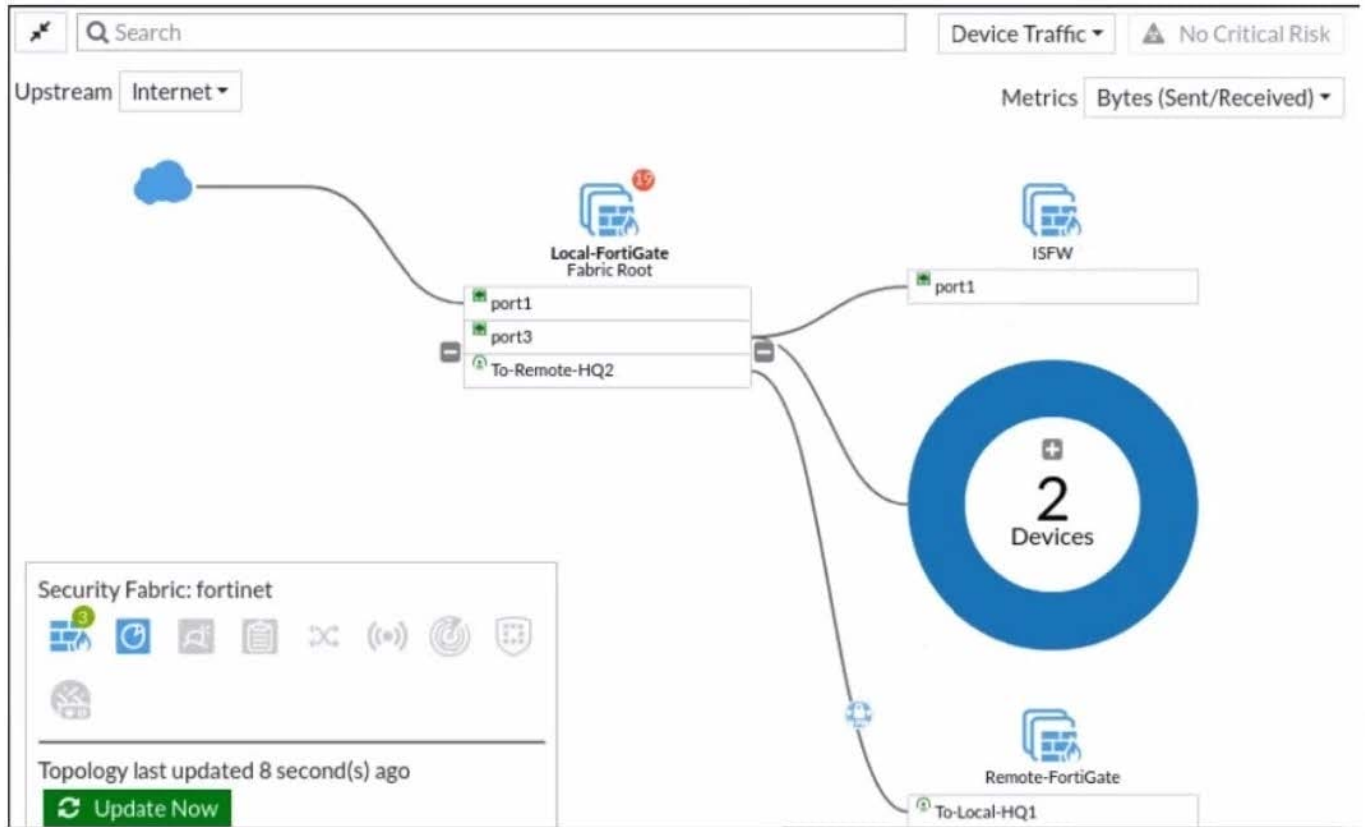 Search
Device Traffic
No Critical Risk
Upstream
Internet
Metrics
Bytes (Sent/Received)
19
Local-FortiGate
Fabric Root
port1
port3
To-Remote-HQ2
ISFW
port1
2
Devices
Security Fabric: fortinet
3
Topology last updated 8 second(s) ago
Update Now
Remote-FortiGate
To-Local-HQ1